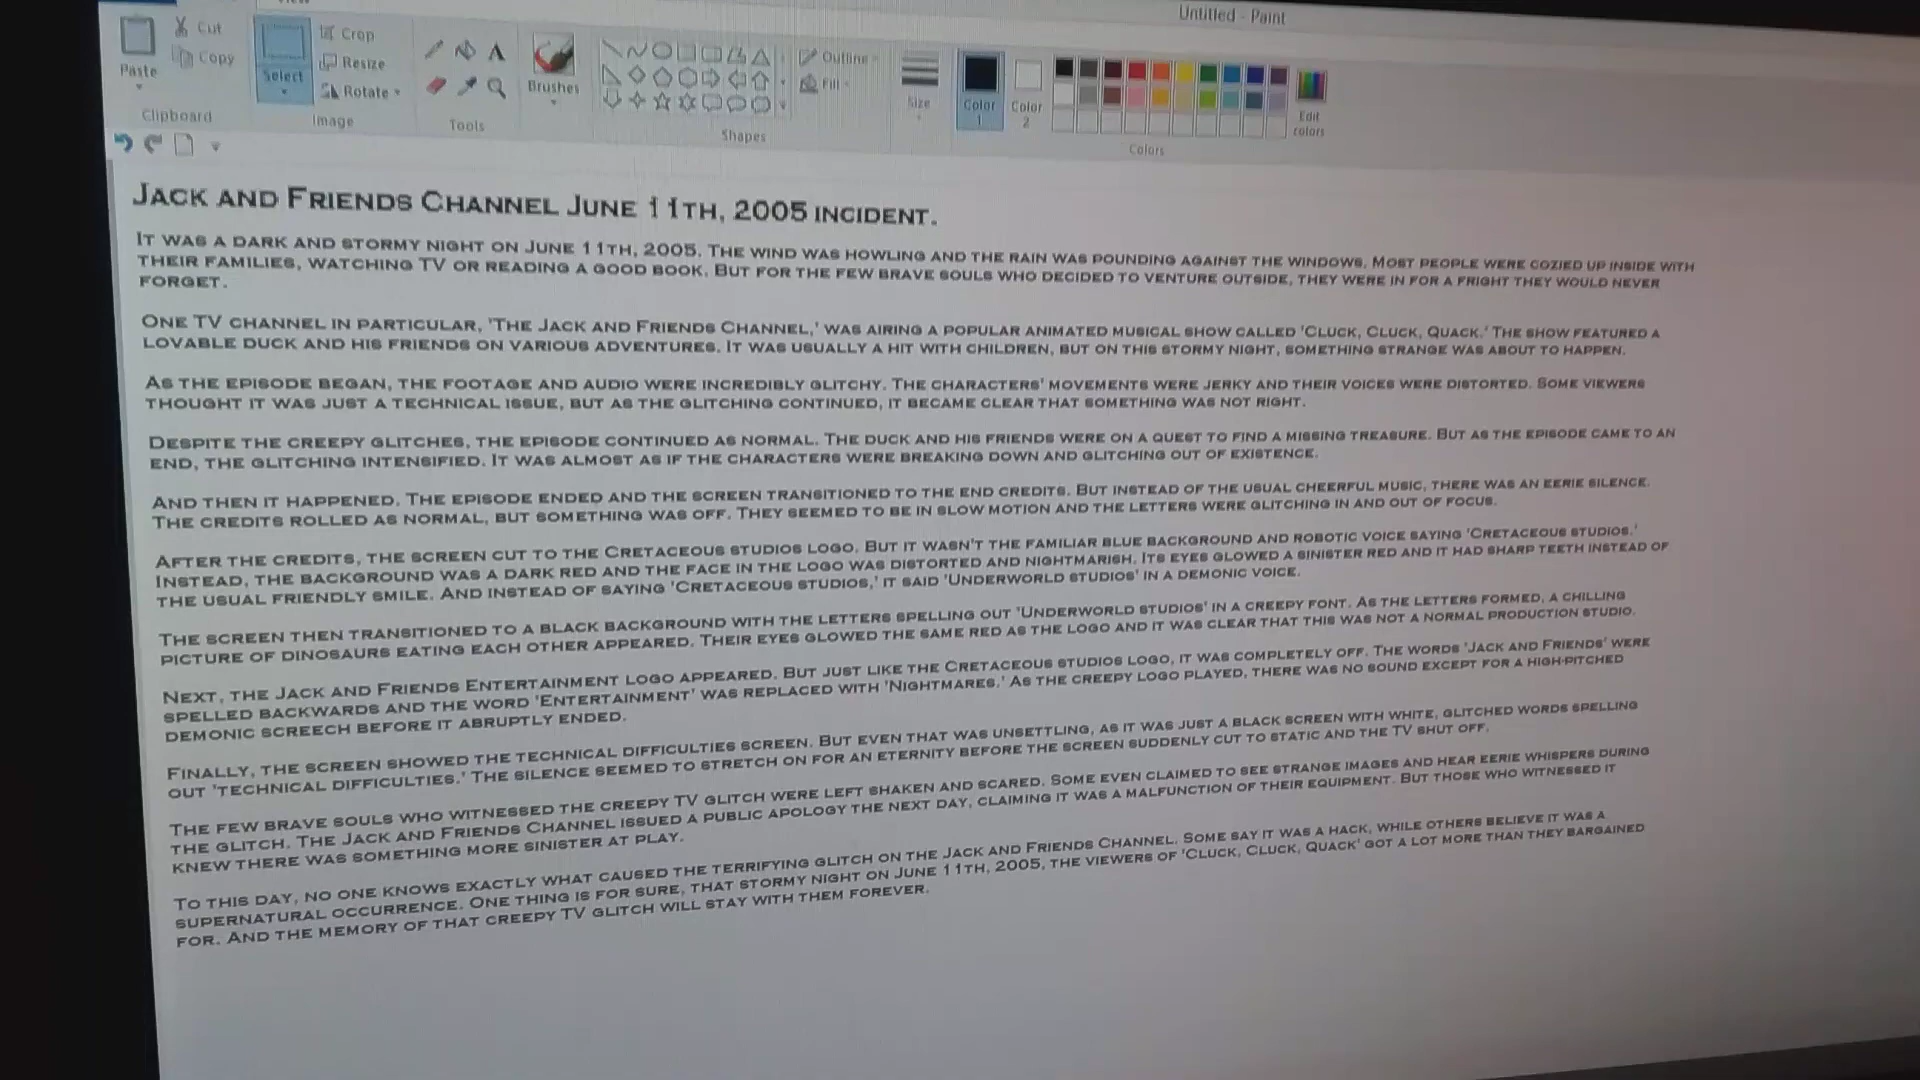 View
Untitled - Paint
Cut
Copy
Paste
Clipboard
Select
Crop
Resize
Rotate
Image
Tools
Brushes
Outline
Fill
Shapes
Size
Color
1
Color
2
Edit
colors
Colors
JACK AND FRIENDS CHANNEL JUNE 11TH, 2005 INCIDENT.
IT WAS A DARK AND STORMY NIGHT ON JUNE 11TH, 2005. THE WIND WAS HOWLING AND THE RAIN WAS POUNDING AGAINST THE WINDOWS. MOST PEOPLE WERE COZIED UP INSIDE WITH
THEIR FAMILIES, WATCHING TV OR READING A GOOD BOOK. BUT FOR THE FEW BRAVE SOULS WHO DECIDED TO VENTURE OUTSIDE, THEY WERE IN FOR A FRIGHT THEY WOULD NEVER
FORGET.
ONE TV CHANNEL IN PARTICULAR, 'THE JACK AND FRIENDS CHANNEL,' WAS AIRING A POPULAR ANIMATED MUSICAL SHOW CALLED 'CLUCK, CLUCK, QUACK.' THE SHOW FEATURED A
LOVABLE DUCK AND HIS FRIENDS ON VARIOUS ADVENTURES. IT WAS USUALLY A HIT WITH CHILDREN, BUT ON THIS STORMY NIGHT, SOMETHING STRANGE WAS ABOUT TO HAPPEN.
AS THE EPISODE BEGAN, THE FOOTAGE AND AUDIO WERE INCREDIBLY GLITCHY. THE CHARACTERS' MOVEMENTS WERE JERKY AND THEIR VOICES WERE DISTORTED. SOME VIEWERS
THOUGHT IT WAS JUST A TECHNICAL ISSUE, BUT AS THE GLITCHING CONTINUED, IT BECAME CLEAR THAT SOMETHING WAS NOT RIGHT.
DESPITE THE CREEPY GLITCHES, THE EPISODE CONTINUED AS NORMAL. THE DUCK AND HIS FRIENDS WERE ON A QUEST TO FIND A MISSING TREASURE. BUT AS THE EPISODE CAME TO AN
END, THE GLITCHING INTENSIFIED. IT WAS ALMOST AS IF THE CHARACTERS WERE BREAKING DOWN AND GLITCHING OUT OF EXISTENCE.
AND THEN IT HAPPENED. THE EPISODE ENDED AND THE SCREEN TRANSITIONED TO THE END CREDITS. BUT INSTEAD OF THE USUAL CHEERFUL MUSIC, THERE WAS AN EERIE SILENCE.
THE CREDITS ROLLED AS NORMAL, BUT SOMETHING WAS OFF. THEY SEEMED TO BE IN SLOW MOTION AND THE LETTERS WERE GLITCHING IN AND OUT OF FOCUS.
AFTER THE CREDITS, THE SCREEN CUT TO THE CRETACEOUS STUDIOS LOGO. BUT IT WASN'T THE FAMILIAR BLUE BACKGROUND AND ROBOTIC VOICE SAYING 'CRETACEOUS STUDIOS.'
INSTEAD, THE BACKGROUND WAS A DARK RED AND THE FACE IN THE LOGO WAS DISTORTED AND NIGHTMARISH. ITS EYES GLOWED A SINISTER RED AND IT HAD SHARP TEETH INSTEAD OF
THE USUAL FRIENDLY SMILE. AND INSTEAD OF SAYING 'CRETACEOUS STUDIOS,' IT SAID 'UNDERWORLD STUDIOS' IN A DEMONIC VOICE.
THE SCREEN THEN TRANSITIONED TO A BLACK BACKGROUND WITH THE LETTERS SPELLING OUT 'UNDERWORLD STUDIOS' IN A CREEPY FONT. AS THE LETTERS FORMED, A CHILLING
PICTURE OF DINOSAURS EATING EACH OTHER APPEARED. THEIR EYES GLOWED THE SAME RED AS THE LOGO AND IT WAS CLEAR THAT THIS WAS NOT A NORMAL PRODUCTION STUDIO.
NEXT, THE JACK AND FRIENDS ENTERTAINMENT LOGO APPEARED. BUT JUST LIKE THE CRETACEOUS STUDIOS LOGO, IT WAS COMPLETELY OFF. THE WORDS 'JACK AND FRIENDS' WERE
SPELLED BACKWARDS AND THE WORD 'ENTERTAINMENT' WAS REPLACED WITH 'NIGHTMARES.' AS THE CREEPY LOGO PLAYED, THERE WAS NO SOUND EXCEPT FOR A HIGH-PITCHED
DEMONIC SCREECH BEFORE IT ABRUPTLY ENDED.
FINALLY, THE SCREEN SHOWED THE TECHNICAL DIFFICULTIES SCREEN. BUT EVEN THAT WAS UNSETTLING, AS IT WAS JUST A BLACK SCREEN WITH WHITE, GLITCHED WORDS SPELLING
OUT 'TECHNICAL DIFFICULTIES.' THE SILENCE SEEMED TO STRETCH ON FOR AN ETERNITY BEFORE THE SCREEN SUDDENLY CUT TO STATIC AND THE TV SHUT OFF.
THE FEW BRAVE SOULS WHO WITNESSED THE CREEPY TV GLITCH WERE LEFT SHAKEN AND SCARED. SOME EVEN CLAIMED TO SEE STRANGE IMAGES AND HEAR EERIE WHISPERS DURING
THE GLITCH. THE JACK AND FRIENDS CHANNEL ISSUED A PUBLIC APOLOGY THE NEXT DAY, CLAIMING IT WAS A MALFUNCTION OF THEIR EQUIPMENT. BUT THOSE WHO WITNESSED IT
KNEW THERE WAS SOMETHING MORE SINISTER AT PLAY.
TO THIS DAY, NO ONE KNOWS EXACTLY WHAT CAUSED THE TERRIFYING GLITCH ON THE JACK AND FRIENDS CHANNEL. SOME SAY IT WAS A HACK, WHILE OTHERS BELIEVE IT WAS A
SUPERNATURAL OCCURRENCE. ONE THING IS FOR SURE, THAT STORMY NIGHT ON JUNE 11TH, 2005, THE VIEWERS OF 'CLUCK, CLUCK, QUACK' GOT A LOT MORE THAN THEY BARGAINED
FOR. AND THE MEMORY OF THAT CREEPY TV GLITCH WILL STAY WITH THEM FOREVER.